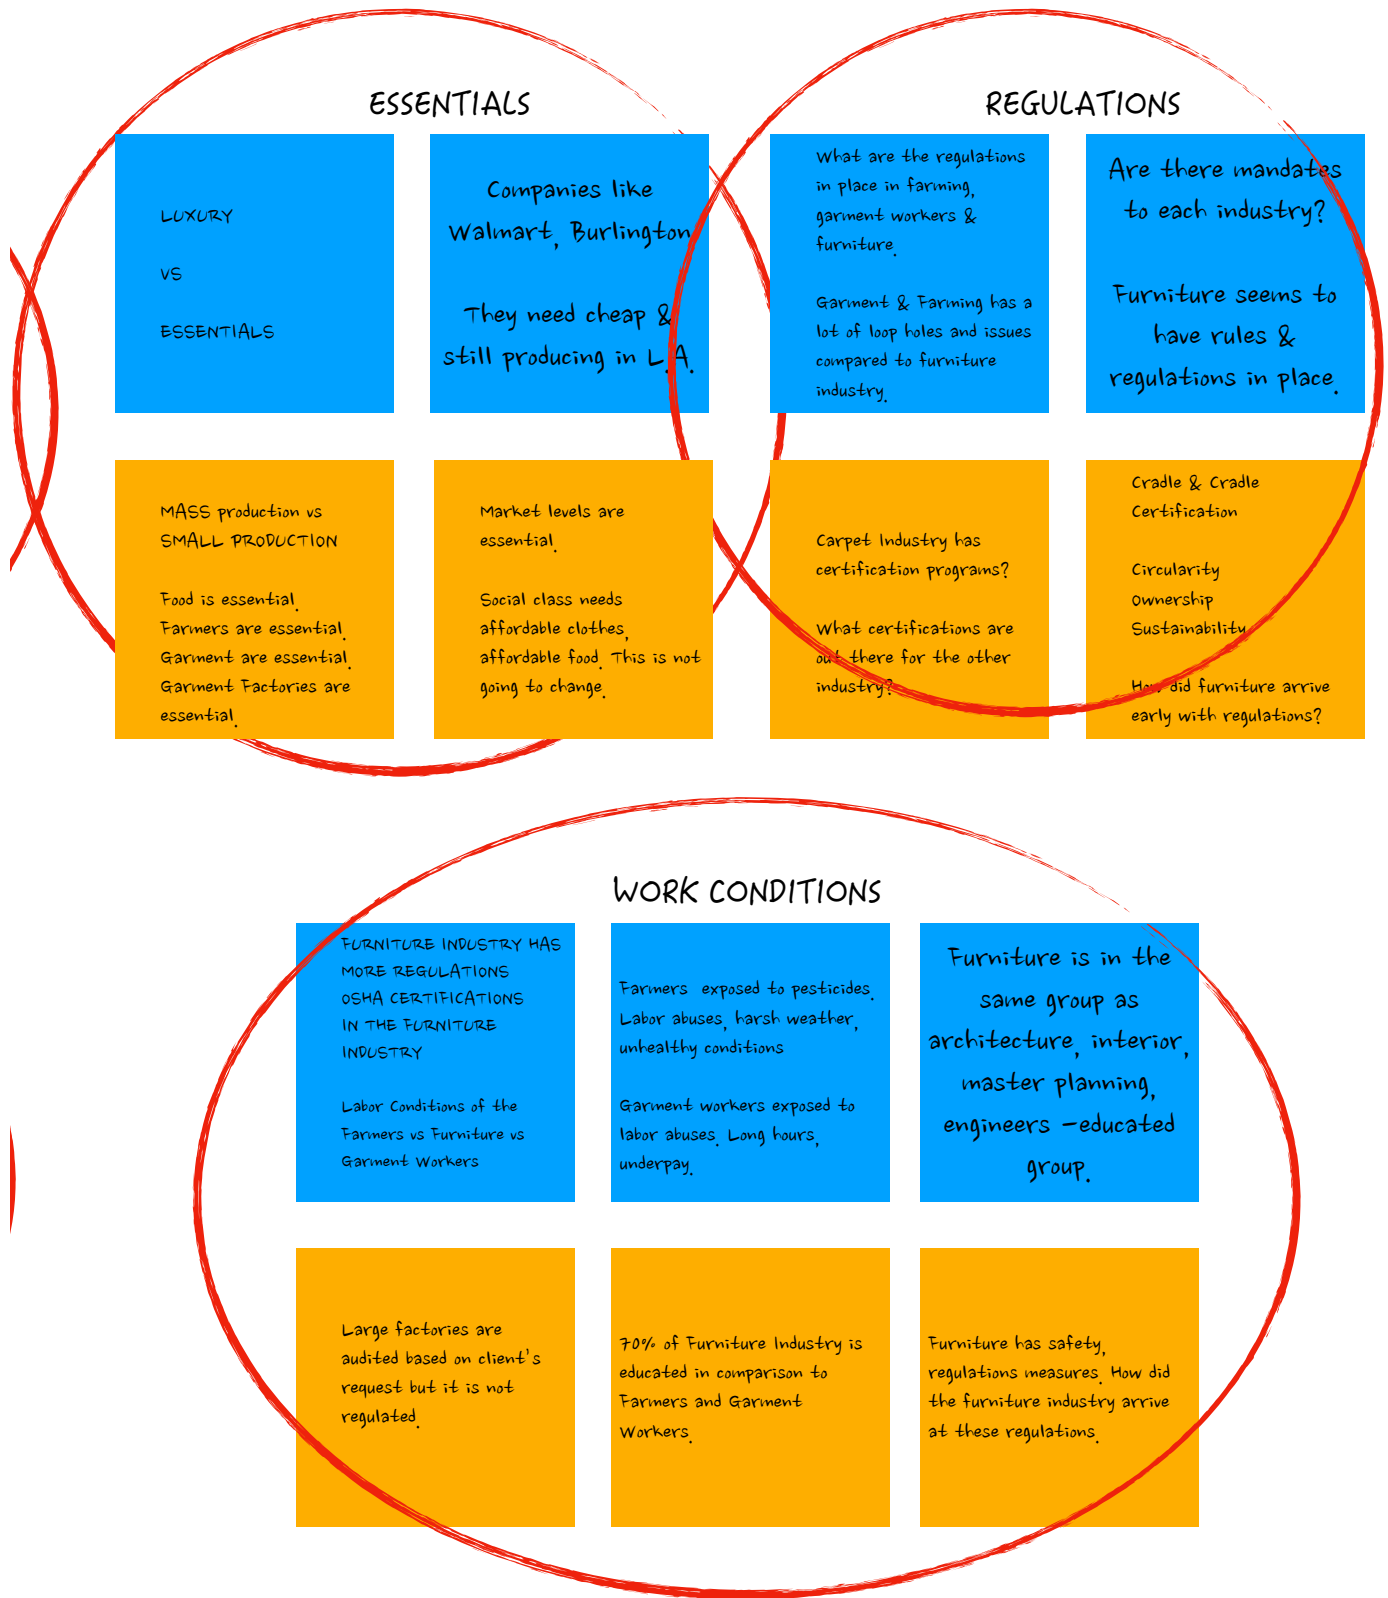 ESSENTIALS
LUXURY
VS
ESSENTIALS
Companies like
Walmart, Burlington
They need cheap &
still producing in L.A.
MASS production vs
SMALL PRODUCTION
Food is essential.
Farmers are essential.
Garment are essential.
Garment Factories are
essential.
Market levels are
essential.
Social class needs
affordable clothes,
affordable food. This is not
going to change.
REGULATIONS
What are the regulations
in place in farming,
garment workers &
furniture.
Garment & Farming has a
lot of loop holes and issues
compared to furniture
industry.
Are there mandates
to each industry?
Furniture seems to
have rules &
regulations in place.
Carpet Industry has
certification programs?
What certifications are
out there for the other
industry?
Cradle & Cradle
Certification
Circularity
Ownership
Sustainability
How did furniture arrive
early with regulations?
WORK CONDITIONS
FURNITURE INDUSTRY HAS
MORE REGULATIONS
OSHA CERTIFICATIONS
IN THE FURNITURE
INDUSTRY
Labor Conditions of the
Farmers vs Furniture vs
Garment Workers
Farmers exposed to pesticides.
Labor abuses, harsh weather,
unhealthy conditions
Garment workers exposed to
labor abuses. Long hours,
underpay.
Furniture is in the
same group as
architecture, interior,
master planning,
engineers -educated
group.
Large factories are
audited based on client's
request but it is not
regulated.
70% of Furniture Industry is
educated in comparison to
Farmers and Garment
Workers.
Furniture has safety,
regulations measures. How did
the furniture industry arrive
at these regulations.